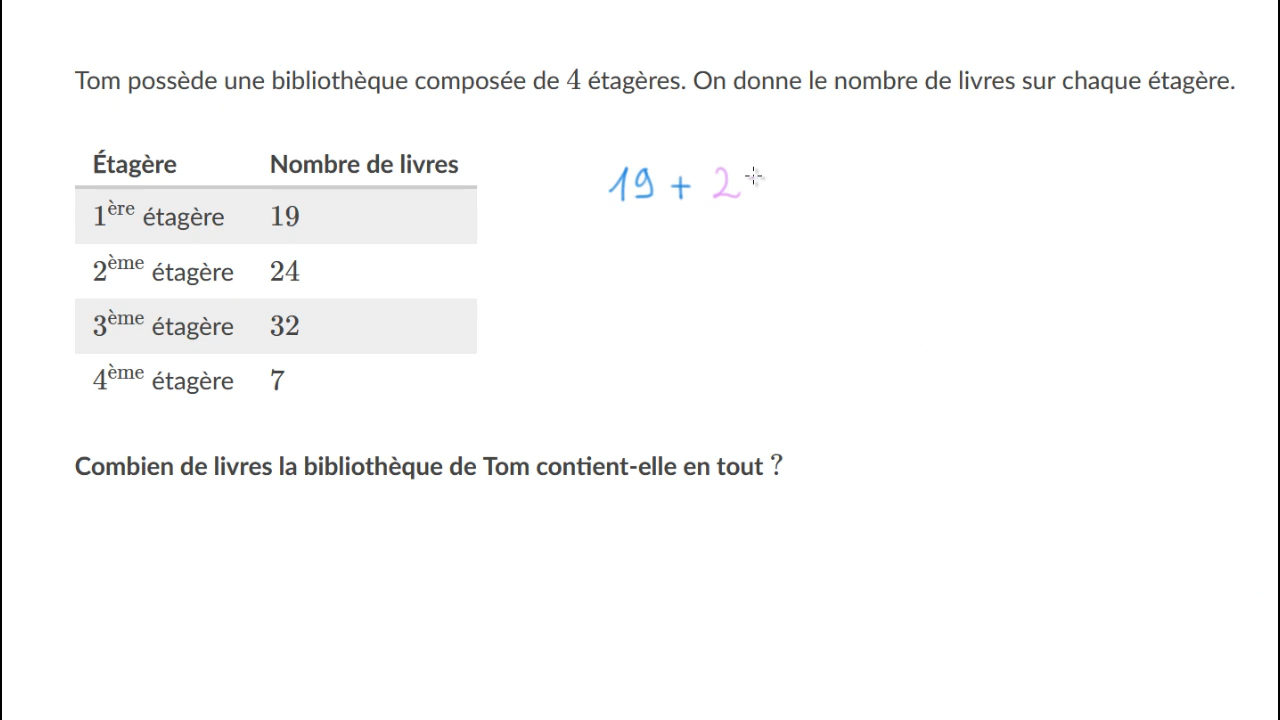 Tom possède une bibliothèque composée de 4 étagères. On donne le nombre de livres sur chaque étagère.
Étagère Nombre de livres
1ère étagère 19
2ème étagère 24
3ème étagère 32
4ème étagère 7
19 + 2
Combien de livres la bibliothèque de Tom contient-elle en tout ?